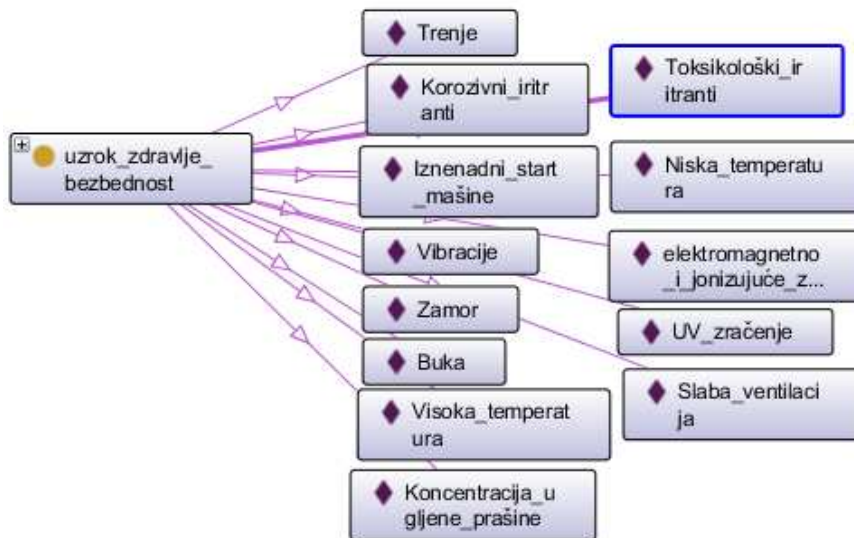 Trenje
Korozivni_iritr
anti
Toksikološki_ir
itranti
uzrok_zdravlje_
bezbednost
Iznenadni_start
_mašine
Niska_temperatu
ra
Vibracije
elektromagnetno
_i_jonizujuće_z...
Zamor
UV_zračenje
Buka
Slaba_ventilaci
ja
Visoka_temperat
ura
Koncentracija_u
gljene_prašine